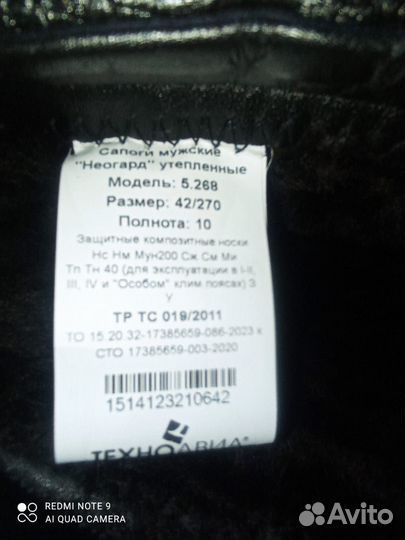 Сапоги мужские
"Неогард" утепленные
Модель: 5.268
Размер: 42/270
Полнота: 10
Защитные композитные носки
Нс Нм Мун200 Сж См Ми
Тп Тн 40 (для эксплуатации в I-II,
III, IV и "Особом" клим поясах) З
У
ТР ТС 019/2011
ТО 15.20.32-17385659-086-2023 к
СТО 17385659-003-2020
1514123210642
ТЕХНОАВИА®
REDMI NOTE 9
AI QUAD CAMERA
Avito